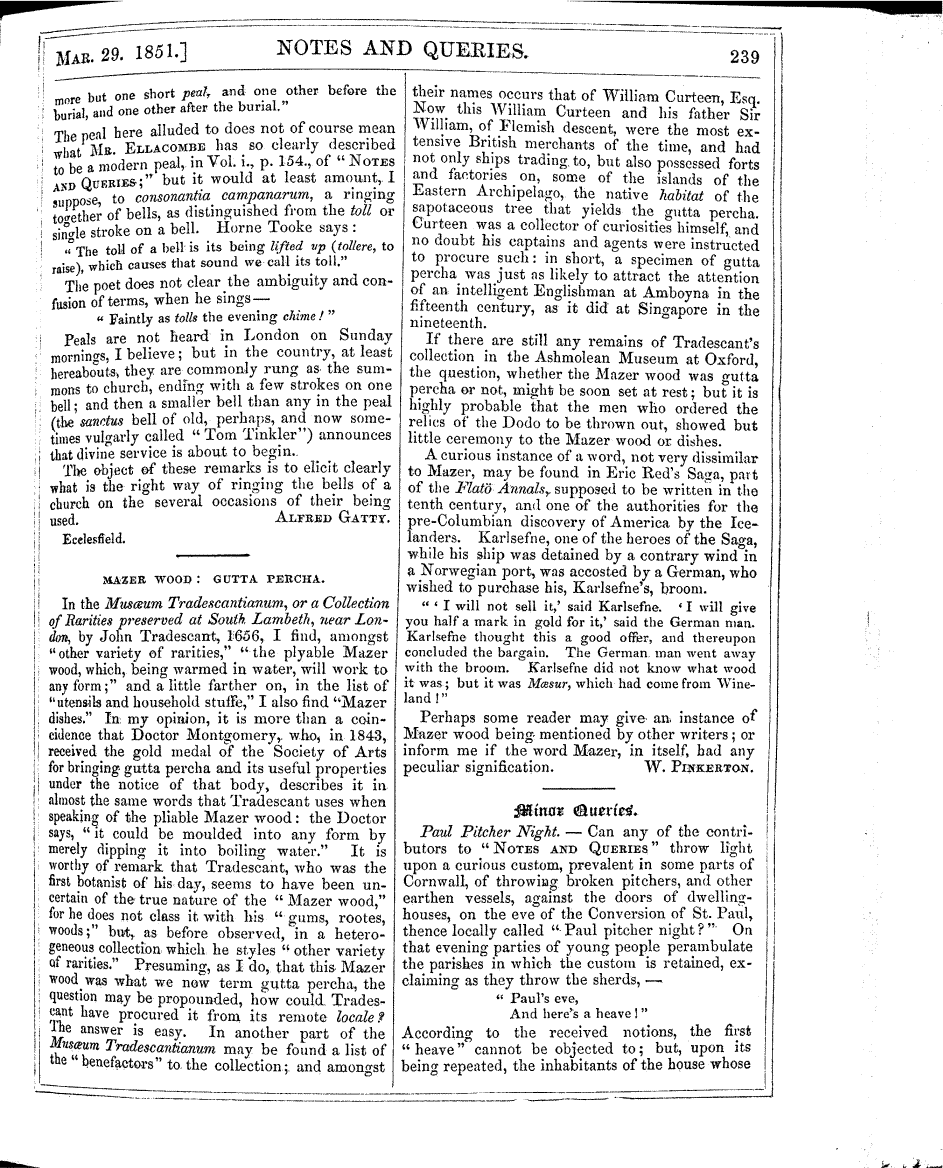 MAR. 29. 1851.] NOTES AND QUERIES. 239
more but one short peal, and one other before the
burial, and one other after the burial."
The peal here alluded to does not of course mean
what MR. ELLACOMBE has so clearly described
to be a modern peal, in Vol. i., p. 154., of "NOTES
AND QUERIES;" but it would at least amount, I
suppose, to consonantia campanarum, a ringing
together of bells, as distinguished from the toll or
single stroke on a bell. Horne Tooke says:
"The toll of a bell is its being lifted up (tollere, to
raise), which causes that sound we call its toll."
The poet does not clear the ambiguity and con-
fusion of terms, when he sings—
"Faintly as tolls the evening chime!"
Peals are not heard in London on Sunday
mornings, I believe; but in the country, at least
hereabouts, they are commonly rung as the sum-
mons to church, ending with a few strokes on one
bell; and then a smaller bell than any in the peal
(the sanctus bell of old, perhaps, and now some-
times vulgarly called "Tom Tinkler") announces
that divine service is about to begin.
The object of these remarks is to elicit clearly
what is the right way of ringing the bells of a
church on the several occasions of their being
used. ALFRED GATTY.
Ecclesfield.
MAZER WOOD: GUTTA PERCHA.
In the Musæum Tradescantianum, or a Collection
of Rarities preserved at South Lambeth, near Lon-
don, by John Tradescant, 1656, I find, amongst
"other variety of rarities," "the plyable Mazer
wood, which, being warmed in water, will work to
any form;" and a little farther on, in the list of
"utensils and household stuffe," I also find "Mazer
dishes." In my opinion, it is more than a coin-
cidence that Doctor Montgomery, who, in 1843,
received the gold medal of the Society of Arts
for bringing gutta percha and its useful properties
under the notice of that body, describes it in
almost the same words that Tradescant uses when
speaking of the pliable Mazer wood: the Doctor
says, "it could be moulded into any form by
merely dipping it into boiling water." It is
worthy of remark that Tradescant, who was the
first botanist of his day, seems to have been un-
certain of the true nature of the "Mazer wood,"
for he does not class it with his "gums, rootes,
woods;" but, as before observed, in a hetero-
geneous collection which he styles "other variety
of rarities." Presuming, as I do, that this Mazer
wood was what we now term gutta percha, the
question may be propounded, how could Trades-
cant have procured it from its remote locale?
The answer is easy. In another part of the
Musæum Tradescantianum may be found a list of
the "benefactors" to the collection; and amongst
their names occurs that of William Curteen, Esq.
Now this William Curteen and his father Sir
William, of Flemish descent, were the most ex-
tensive British merchants of the time, and had
not only ships trading to, but also possessed forts
and factories on, some of the islands of the
Eastern Archipelago, the native habitat of the
sapotaceous tree that yields the gutta percha.
Curteen was a collector of curiosities himself, and
no doubt his captains and agents were instructed
to procure such: in short, a specimen of gutta
percha was just as likely to attract the attention
of an intelligent Englishman at Amboyna in the
fifteenth century, as it did at Singapore in the
nineteenth.
If there are still any remains of Tradescant's
collection in the Ashmolean Museum at Oxford,
the question, whether the Mazer wood was gutta
percha or not, might be soon set at rest; but it is
highly probable that the men who ordered the
relics of the Dodo to be thrown out, showed but
little ceremony to the Mazer wood or dishes.
A curious instance of a word, not very dissimilar
to Mazer, may be found in Eric Red's Saga, part
of the Flatö Annals, supposed to be written in the
tenth century, and one of the authorities for the
pre-Columbian discovery of America by the Ice-
landers. Karlsefne, one of the heroes of the Saga,
while his ship was detained by a contrary wind in
a Norwegian port, was accosted by a German, who
wished to purchase his, Karlsefne's, broom.
"'I will not sell it,' said Karlsefne. 'I will give
you half a mark in gold for it,' said the German man.
Karlsefne thought this a good offer, and thereupon
concluded the bargain. The German man went away
with the broom. Karlsefne did not know what wood
it was; but it was Mæsur, which had come from Wine-
land!"
Perhaps some reader may give an instance of
Mazer wood being mentioned by other writers; or
inform me if the word Mazer, in itself, had any
peculiar signification. W. PINKERTON.
Minor Queries.
Paul Pitcher Night. — Can any of the contri-
butors to "NOTES AND QUERIES" throw light
upon a curious custom, prevalent in some parts of
Cornwall, of throwing broken pitchers, and other
earthen vessels, against the doors of dwelling-
houses, on the eve of the Conversion of St. Paul,
thence locally called "Paul pitcher night?" On
that evening parties of young people perambulate
the parishes in which the custom is retained, ex-
claiming as they throw the sherds, —
"Paul's eve,
And here's a heave!"
According to the received notions, the first
"heave" cannot be objected to; but, upon its
being repeated, the inhabitants of the house whose